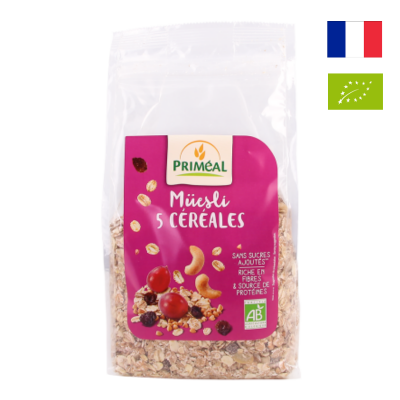 PRIMÉAL
Müesli
5 CÉRÉALES
SANS SUCRES
AJOUTÉS
RICHE EN
FIBRES
& SOURCE DE
PROTÉINES
AB